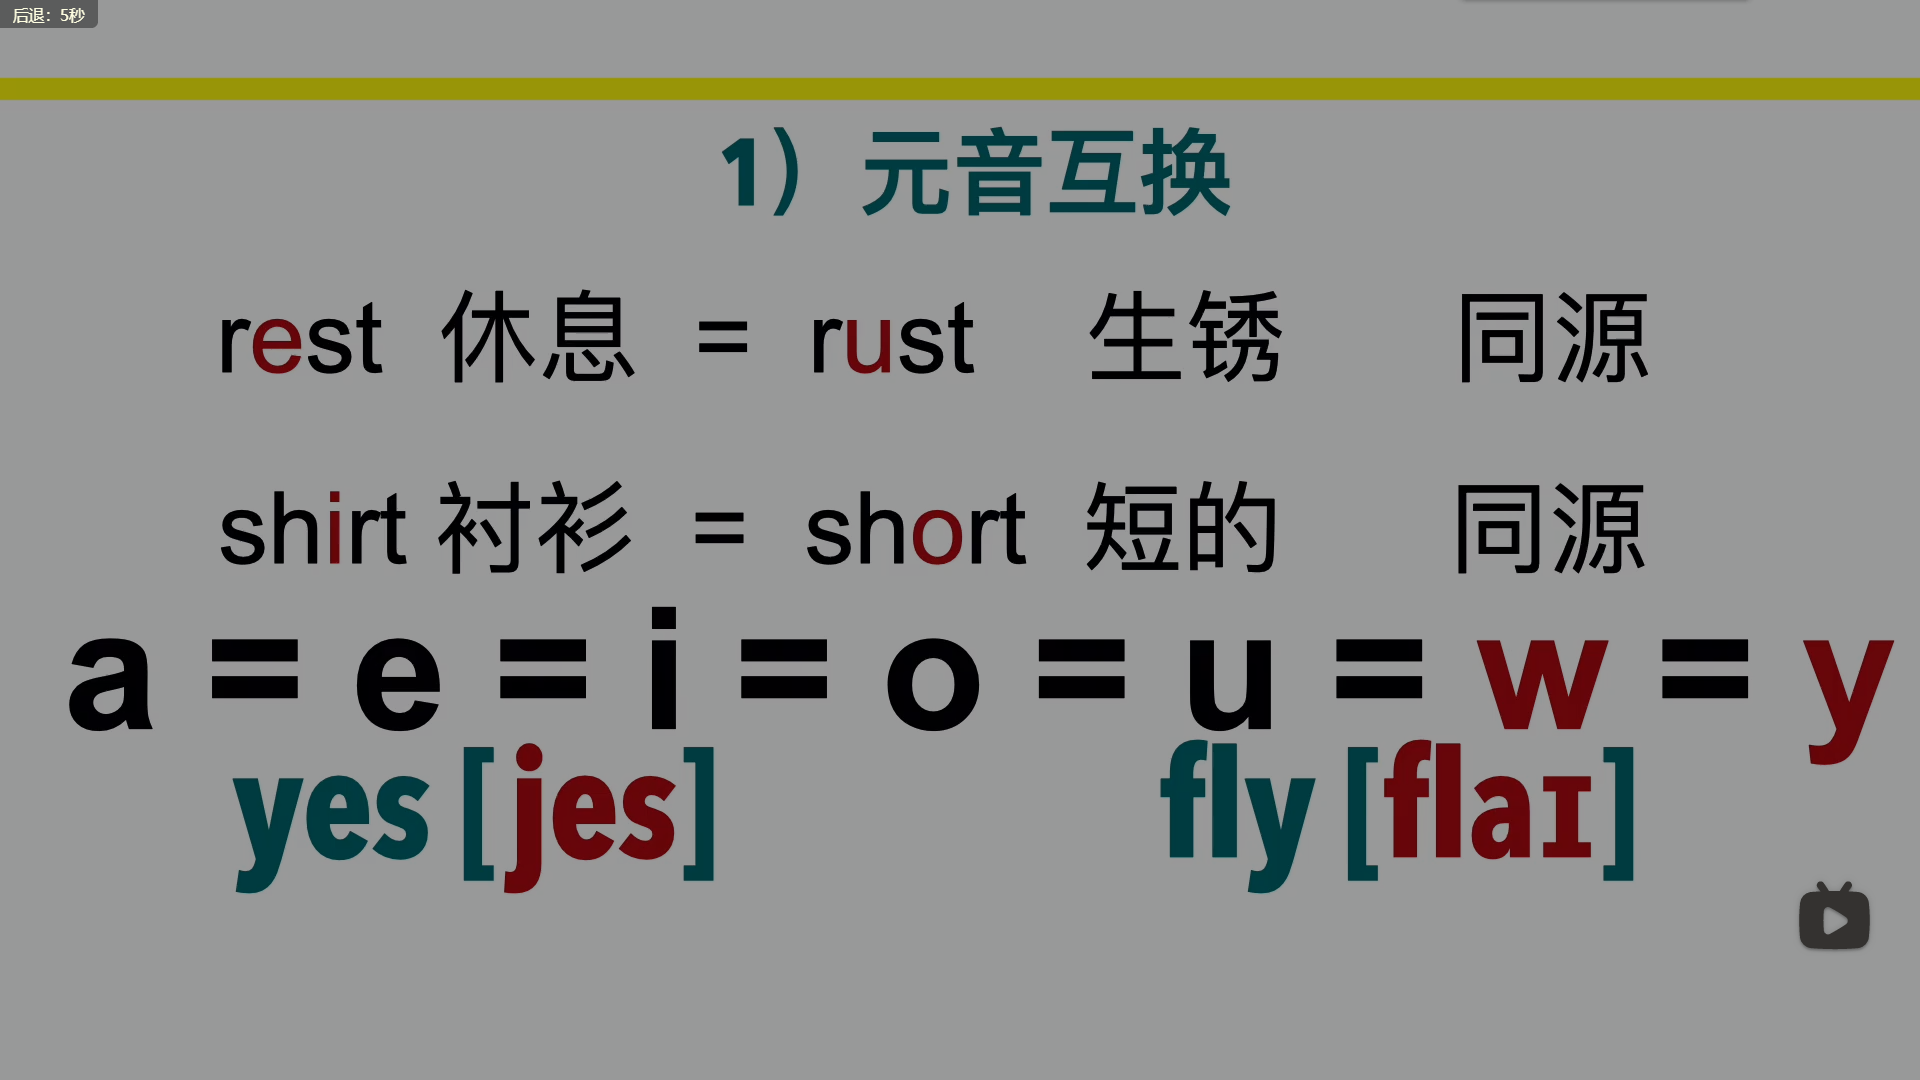 后退：5秒
1）元音互换
rest 休息 = rust 生锈 同源
shirt 衬衫 = short 短的 同源
a = e = i = o = u = w = y
yes [jes] fly [flaɪ]